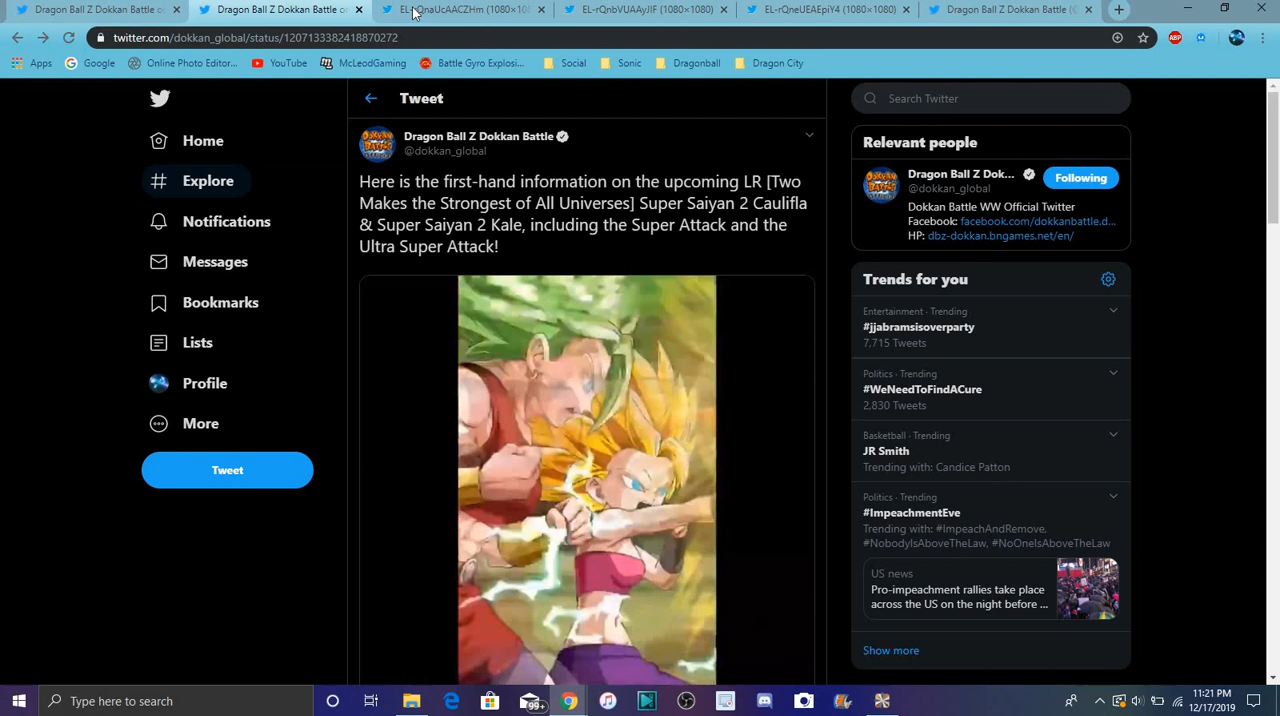 Dragon Ball Z Dokkan Battle o
Dragon Ball Z Dokkan Battle o
EL-rQnaUcAACZHm (1080×10
EL-rQnbVUAAyJIF (1080×1080)
EL-rQneUEAEpiY4 (1080×1080)
Dragon Ball Z Dokkan Battle (
twitter.com/dokkan_global/status/1207133382418870272
ABP
Apps
Google
Online Photo Editor...
YouTube
McLeodGaming
Battle Gyro Explosi...
Social
Sonic
Dragonball
Dragon City
Home
Explore
Notifications
Messages
Bookmarks
Lists
Profile
More
Tweet
Tweet
Dragon Ball Z Dokkan Battle
@dokkan_global
Here is the first-hand information on the upcoming LR [Two
Makes the Strongest of All Universes] Super Saiyan 2 Caulifla
& Super Saiyan 2 Kale, including the Super Attack and the
Ultra Super Attack!
Search Twitter
Relevant people
Dragon Ball Z Dok...
@dokkan_global
Following
Dokkan Battle WW Official Twitter
Facebook: facebook.com/dokkanbattle.d...
HP: dbz-dokkan.bngames.net/en/
Trends for you
Entertainment · Trending
#jjabramsisoverparty
7,715 Tweets
Politics · Trending
#WeNeedToFindACure
2,830 Tweets
Basketball · Trending
JR Smith
Trending with: Candice Patton
Politics · Trending
#ImpeachmentEve
Trending with: #ImpeachAndRemove,
#NobodyIsAboveTheLaw, #NoOneIsAboveTheLaw
US news
Pro-impeachment rallies take place
across the US on the night before ...
Show more
Type here to search
99+
11:21 PM
12/17/2019